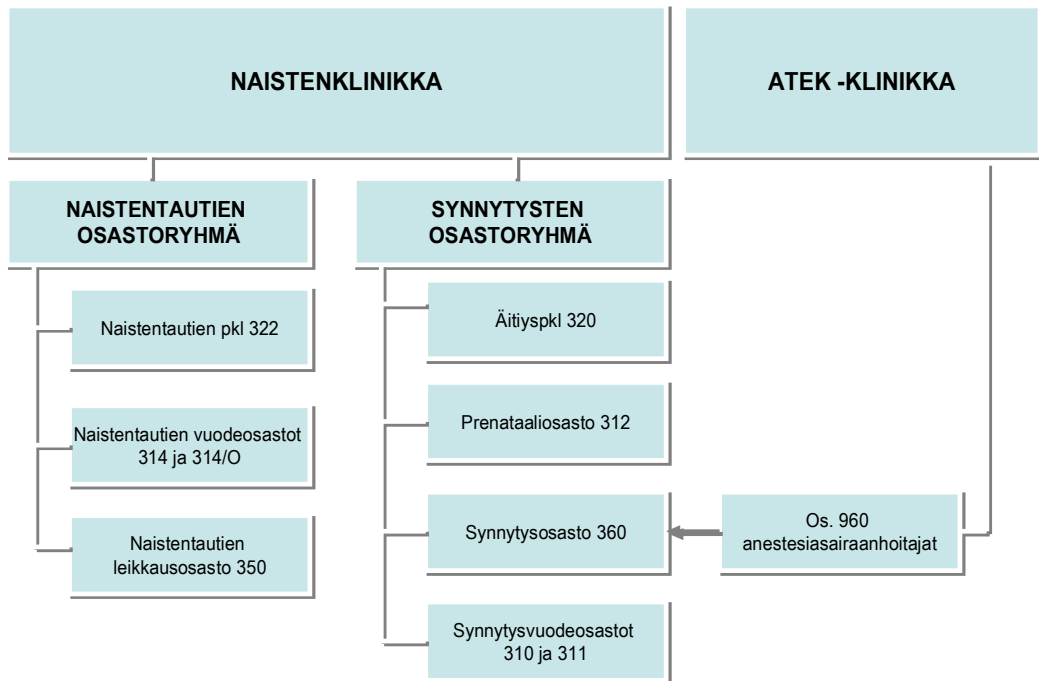 NAISTENKLINIKKA
ATEK -KLINIKKA
NAISTENTAUTIEN
OSASTORYHMÄ
SYNNYTYSTEN
OSASTORYHMÄ
Naistentautien pkl 322
Naistentautien vuodeosastot
314 ja 314/O
Naistentautien
leikkausosasto 350
Äitiyspkl 320
Prenataaliosasto 312
Synnytysosasto 360
Synnytysvuodeosastot
310 ja 311
Os. 960
anestesiasairaanhoitajat